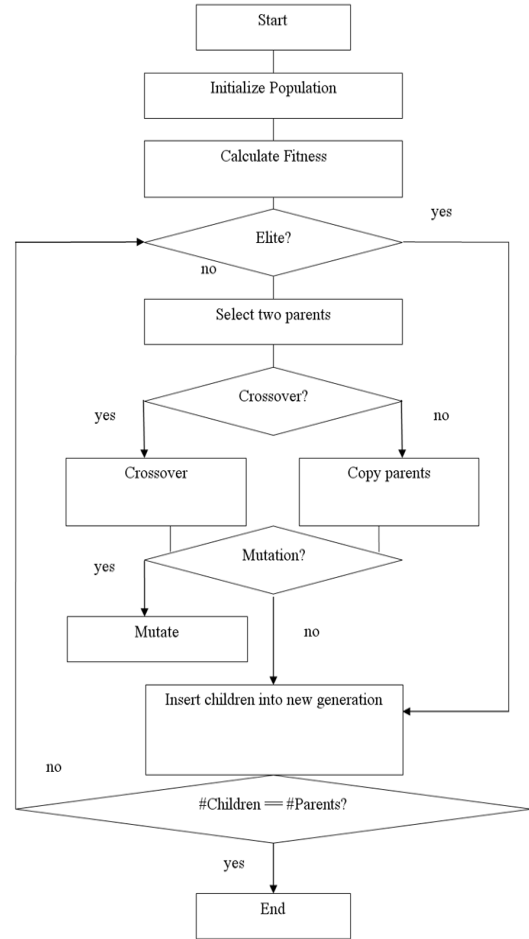 Start
Initialize Population
Calculate Fitness
yes
Elite?
no
Select two parents
Crossover?
yes
no
Crossover
Copy parents
Mutation?
yes
Mutate
no
Insert children into new generation
no
#Children == #Parents?
yes
End